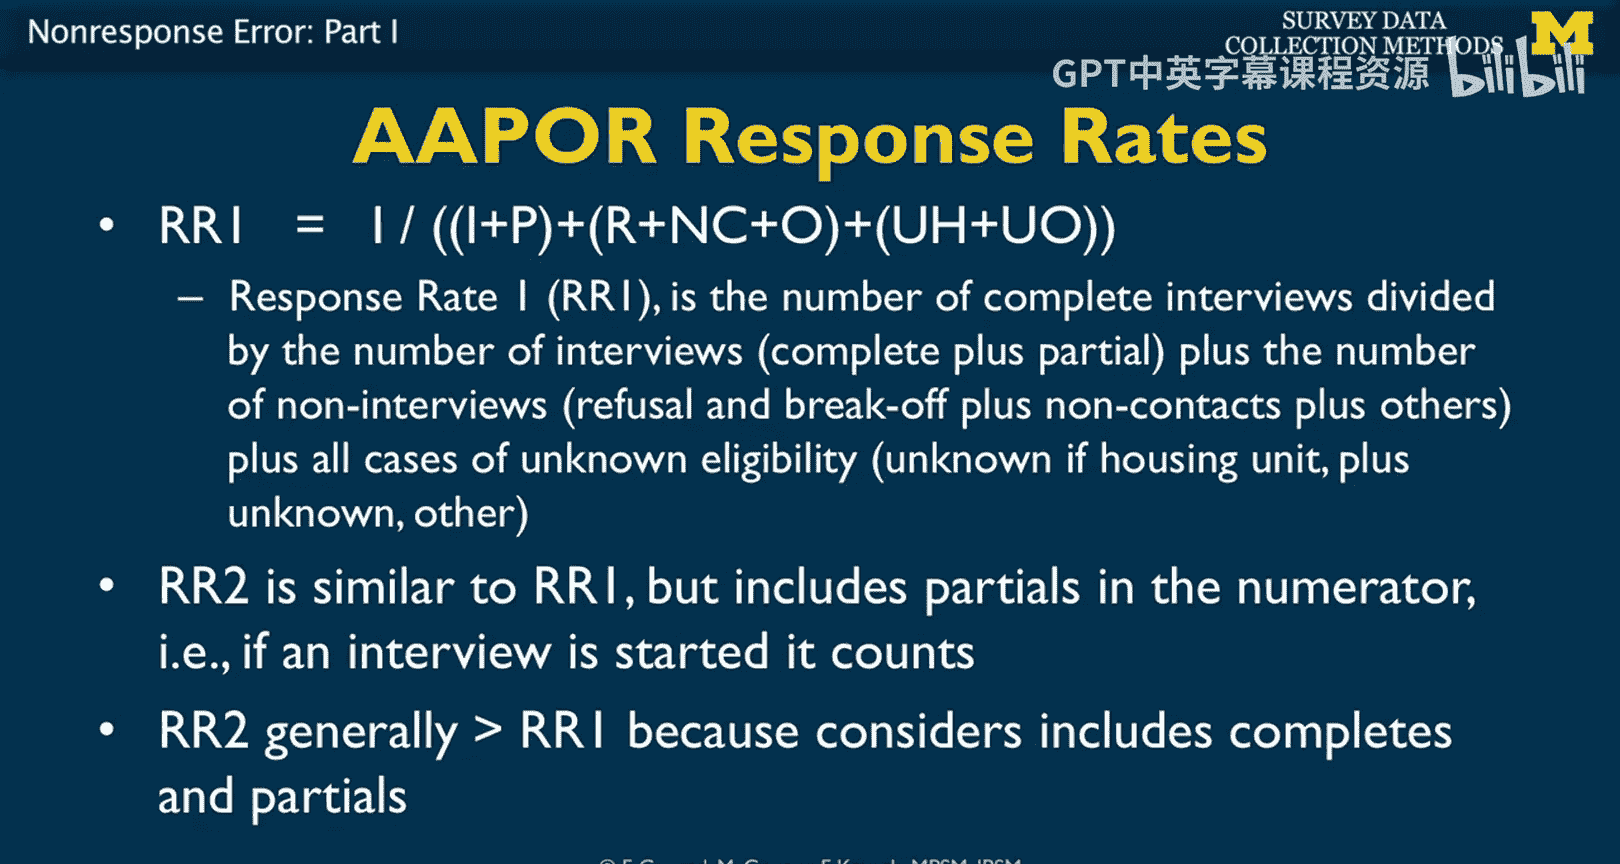 Nonresponse Error: Part I
SURVEY DATA
COLLECTION METHODS
M
GPT中英字幕课程资源
bilibili
AAPOR Response Rates
• RR1 = I / ((I+P)+(R+NC+O)+(UH+UO))
– Response Rate 1 (RR1), is the number of complete interviews divided
by the number of interviews (complete plus partial) plus the number
of non-interviews (refusal and break-off plus non-contacts plus others)
plus all cases of unknown eligibility (unknown if housing unit, plus
unknown, other)
• RR2 is similar to RR1, but includes partials in the numerator,
i.e., if an interview is started it counts
• RR2 generally > RR1 because considers includes completes
and partials